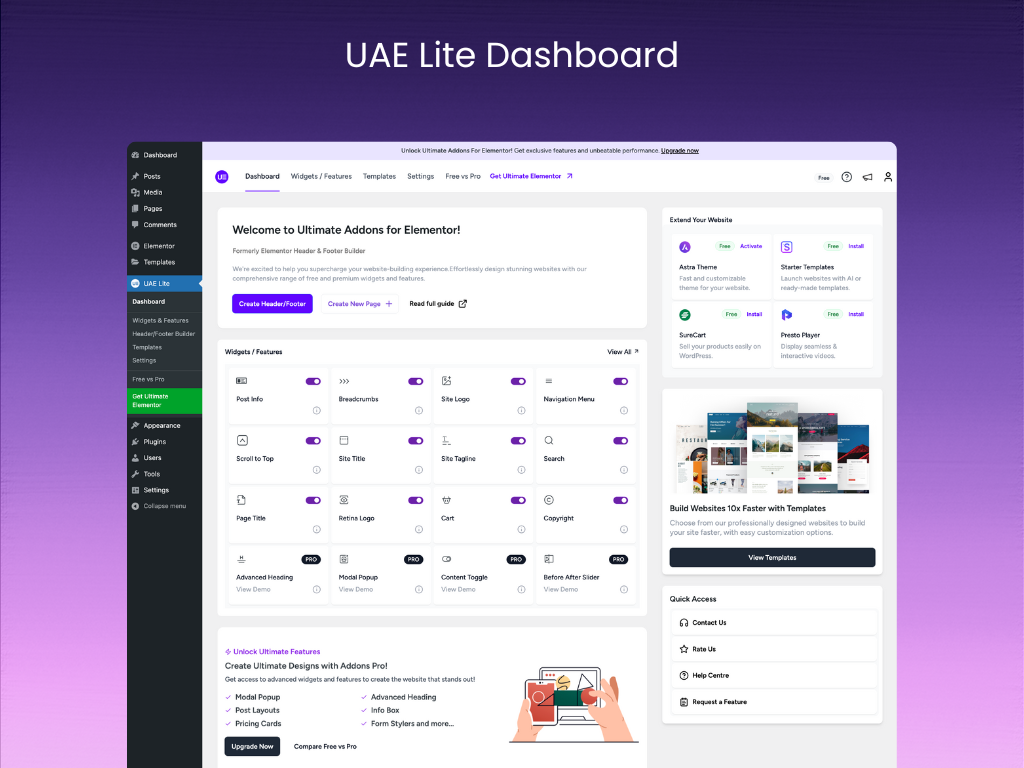 UAE Lite Dashboard
Dashboard
Posts
Media
Pages
Comments
Elementor
Templates
UAE Lite
Dashboard
Widgets & Features
Header/Footer Builder
Templates
Settings
Free vs Pro
Get Ultimate
Elementor
Appearance
Plugins
Users
Tools
Settings
Collapse menu
Unlock Ultimate Addons For Elementor! Get exclusive features and unbeatable performance. Upgrade now
UE Dashboard Widgets / Features Templates Settings Free vs Pro Get Ultimate Elementor Free
Welcome to Ultimate Addons for Elementor!
Formerly Elementor Header & Footer Builder
We're excited to help you supercharge your website-building experience.Effortlessly design stunning websites with our
comprehensive range of free and premium widgets and features.
Create Header/Footer Create New Page Read full guide
Widgets / Features View All
Post Info Breadcrumbs Site Logo Navigation Menu
Scroll to Top Site Title Site Tagline Search
Page Title Retina Logo Cart Copyright
PRO PRO PRO PRO
Advanced Heading Modal Popup Content Toggle Before After Slider
View Demo View Demo View Demo View Demo
Unlock Ultimate Features
Create Ultimate Designs with Addons Pro!
Get access to advanced widgets and features to create the website that stands out!
Modal Popup Advanced Heading
Post Layouts Info Box
Pricing Cards Form Stylers and more...
Upgrade Now Compare Free vs Pro
Extend Your Website
Free Activate Free Install
Astra Theme Starter Templates
Fast and customizable Launch websites with AI or
theme for your website. ready-made templates.
Free Install Free Install
SureCart Presto Player
Sell your products easily on Display seamless &
WordPress. interactive videos.
Build Websites 10x Faster with Templates
Choose from our professionally designed websites to build
your site faster, with easy customization options.
View Templates
Quick Access
Contact Us
Rate Us
Help Centre
Request a Feature